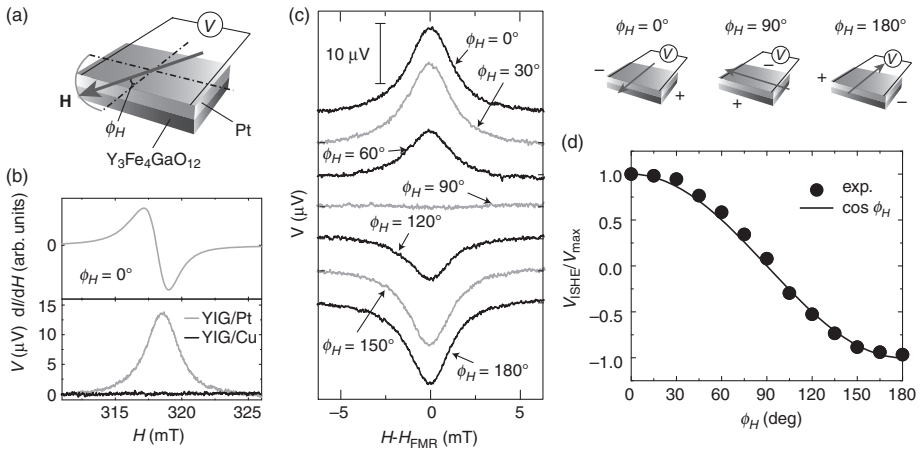 (a)
V
H
ϕH
Pt
Y3Fe4GaO12
(b)
dI/dH (arb. units)
0
ϕH = 0°
V (μV)
15
10
5
0
YIG/Pt
YIG/Cu
315
320
325
H (mT)
(c)
10 μV
ϕH = 0°
ϕH = 30°
ϕH = 60°
ϕH = 90°
ϕH = 120°
ϕH = 150°
ϕH = 180°
V (μV)
−5
0
5
H-HFMR (mT)
ϕH = 0°
ϕH = 90°
ϕH = 180°
V
−
+
V
−
+
V
+
−
(d)
VISHE/Vmax
1.0
0.5
0.0
−0.5
−1.0
exp.
cos ϕH
0
30
60
90
120
150
180
ϕH (deg)